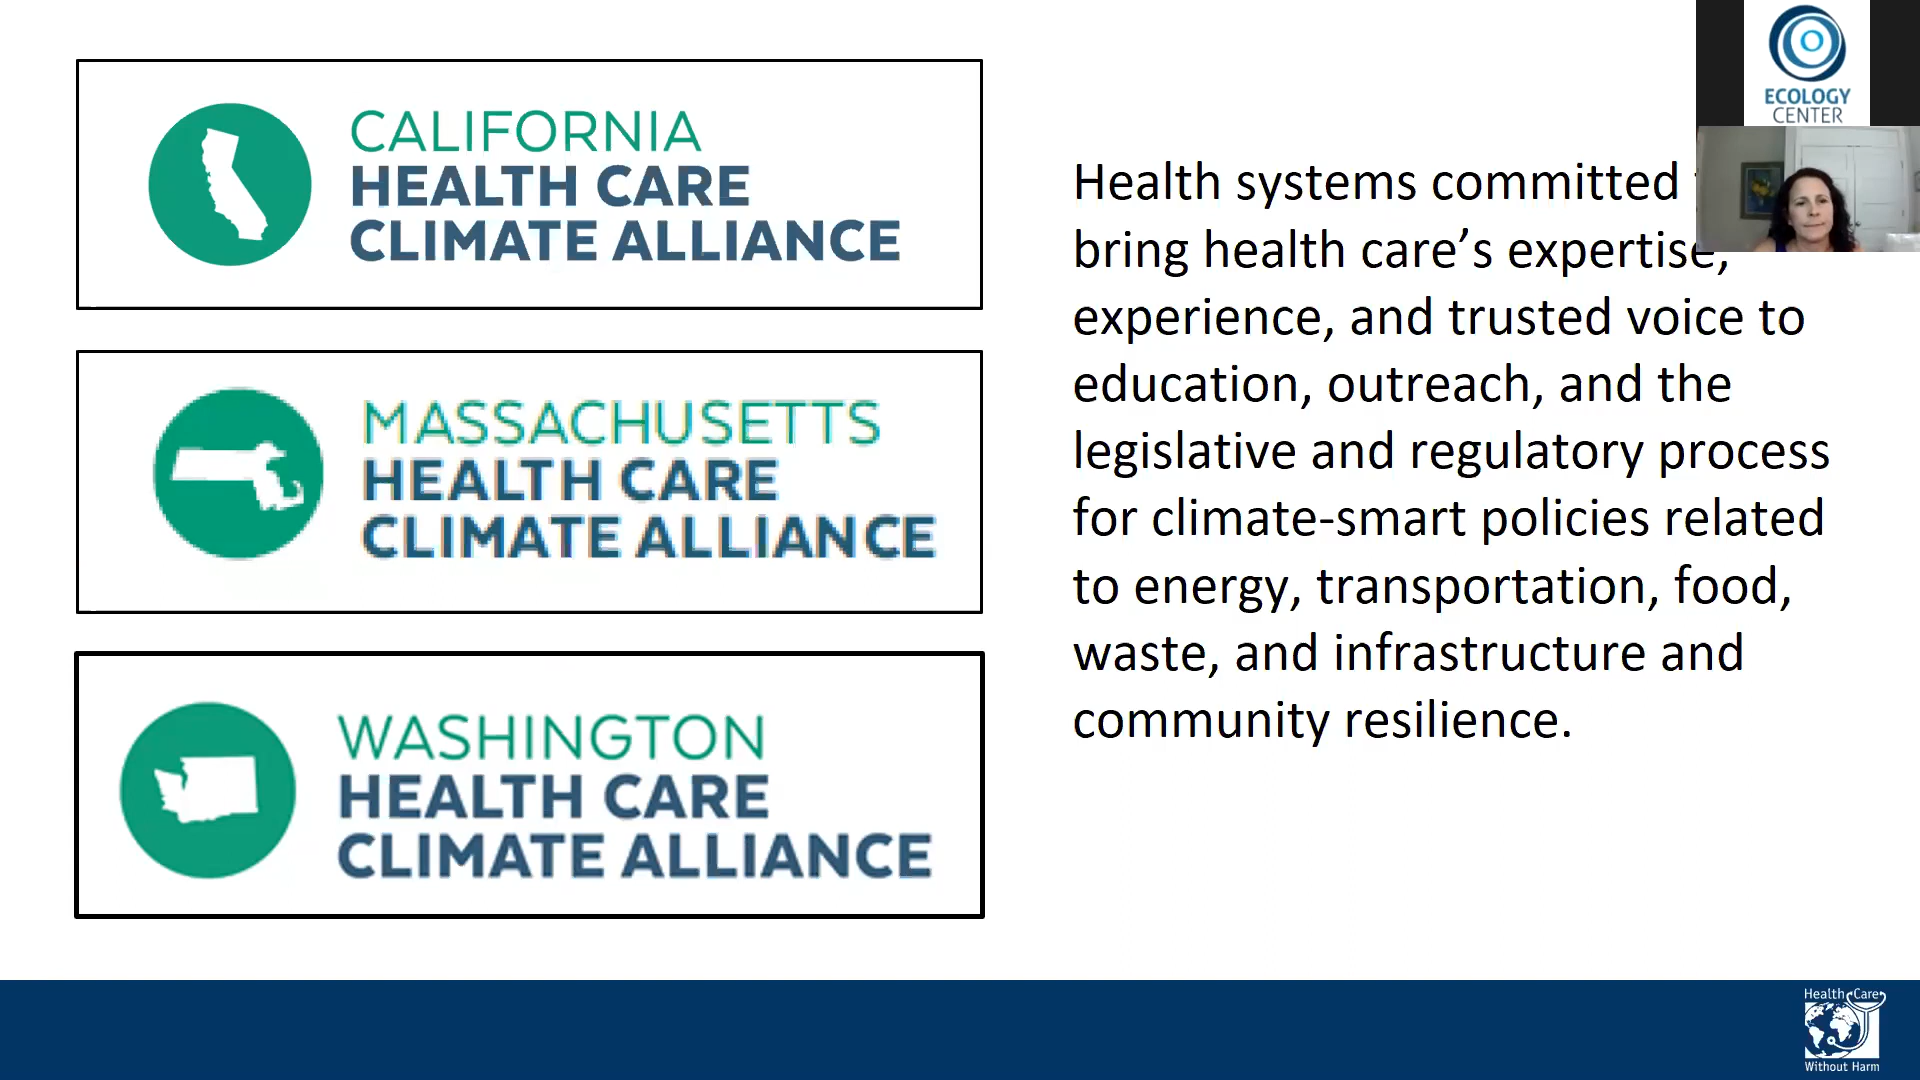 CALIFORNIA
HEALTH CARE
CLIMATE ALLIANCE
MASSACHUSETTS
HEALTH CARE
CLIMATE ALLIANCE
WASHINGTON
HEALTH CARE
CLIMATE ALLIANCE
Health systems committed
bring health care’s expertise,
experience, and trusted voice to
education, outreach, and the
legislative and regulatory process
for climate-smart policies related
to energy, transportation, food,
waste, and infrastructure and
community resilience.
ECOLOGY
CENTER
Health Care
Without Harm